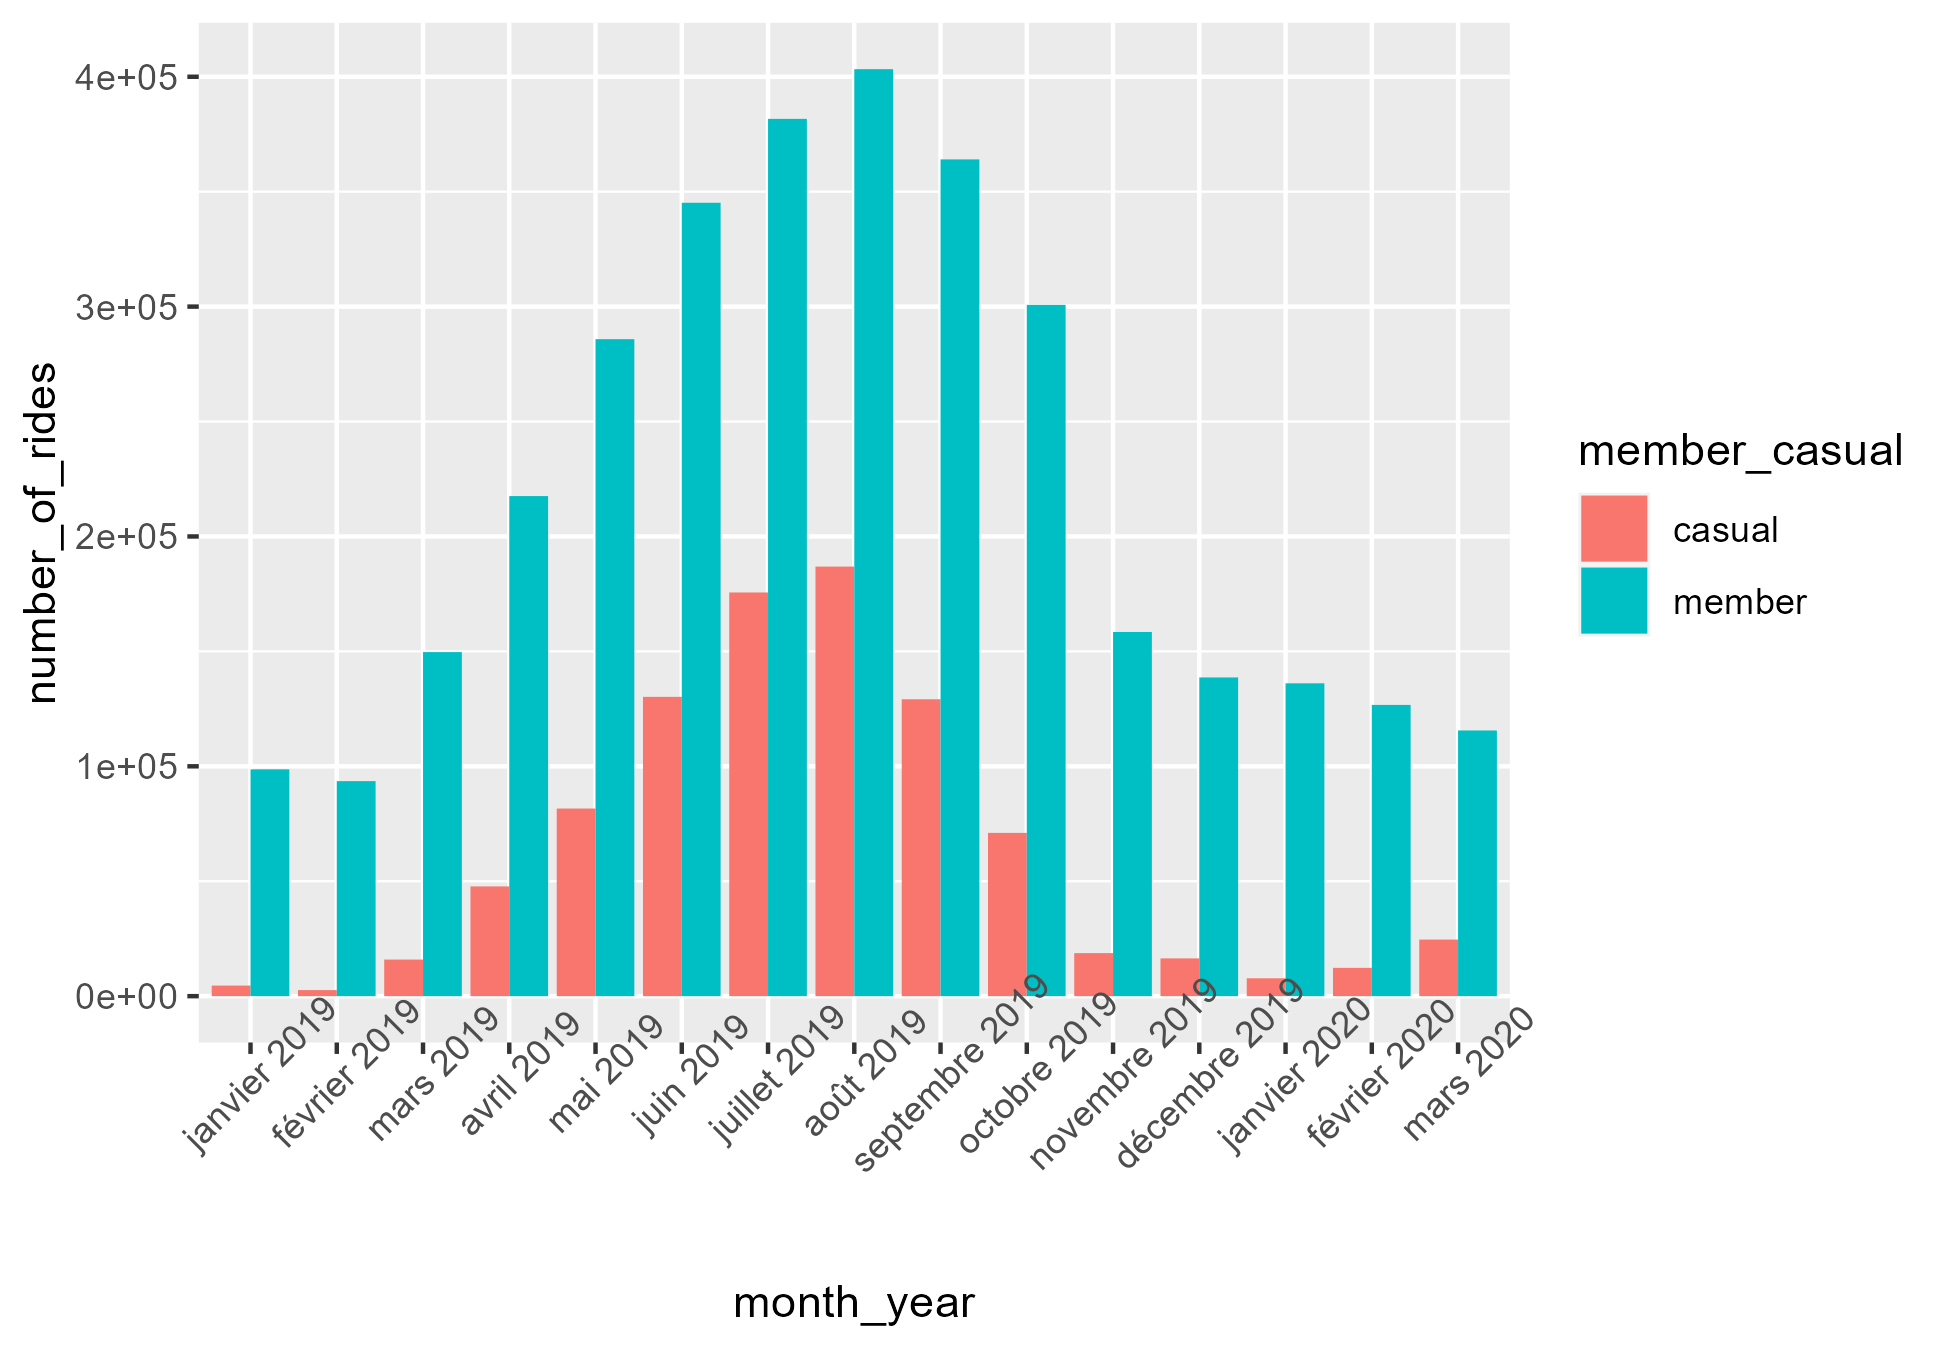 4e+05
3e+05
2e+05
1e+05
0e+00
number_of_rides
janvier 2019
février 2019
mars 2019
avril 2019
mai 2019
juin 2019
juillet 2019
août 2019
septembre 2019
octobre 2019
novembre 2019
décembre 2019
janvier 2020
février 2020
mars 2020
month_year
member_casual
casual
member